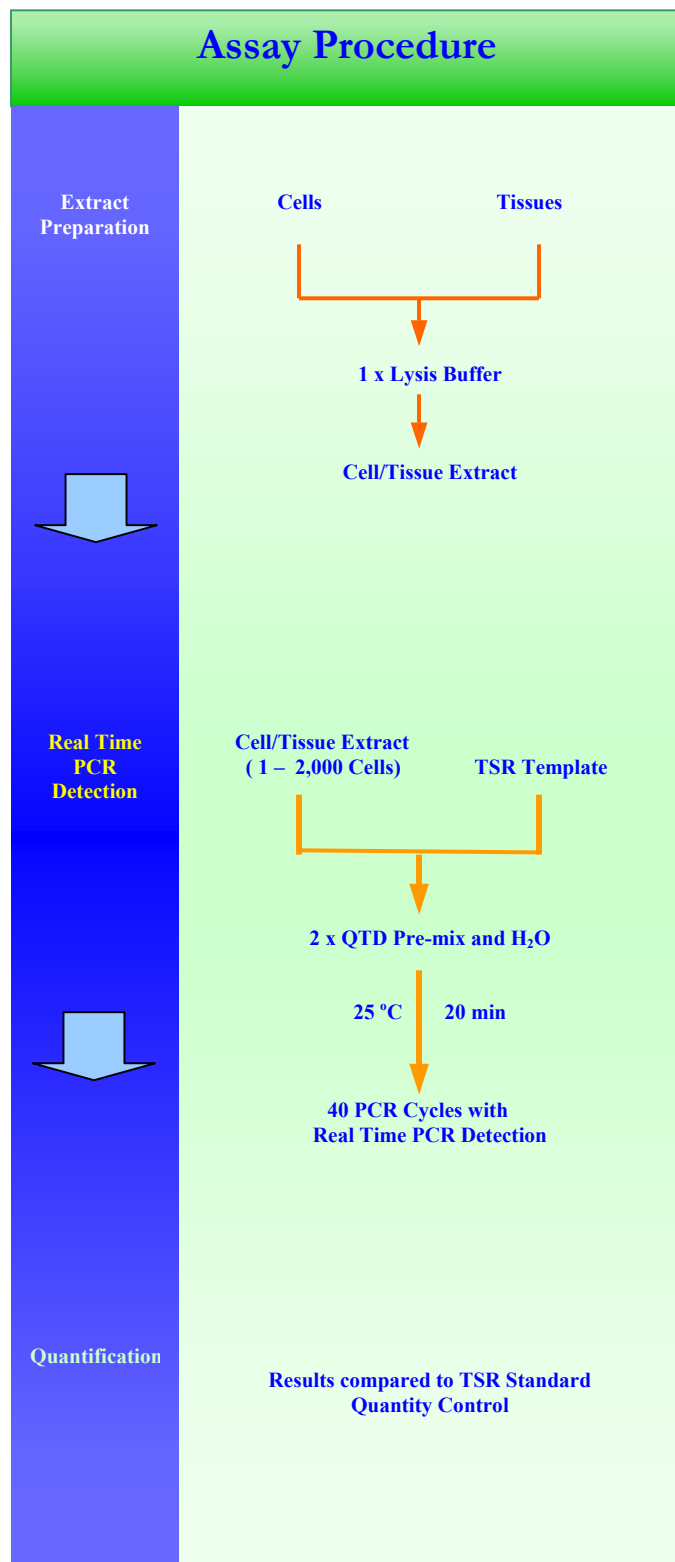 Assay Procedure
Extract
Preparation
Cells
Tissues
1 x Lysis Buffer
Cell/Tissue Extract
Real Time
PCR
Detection
Cell/Tissue Extract
( 1 – 2,000 Cells)
TSR Template
2 x QTD Pre-mix and H₂O
25 °C
20 min
40 PCR Cycles with
Real Time PCR Detection
Quantification
Results compared to TSR Standard
Quantity Control